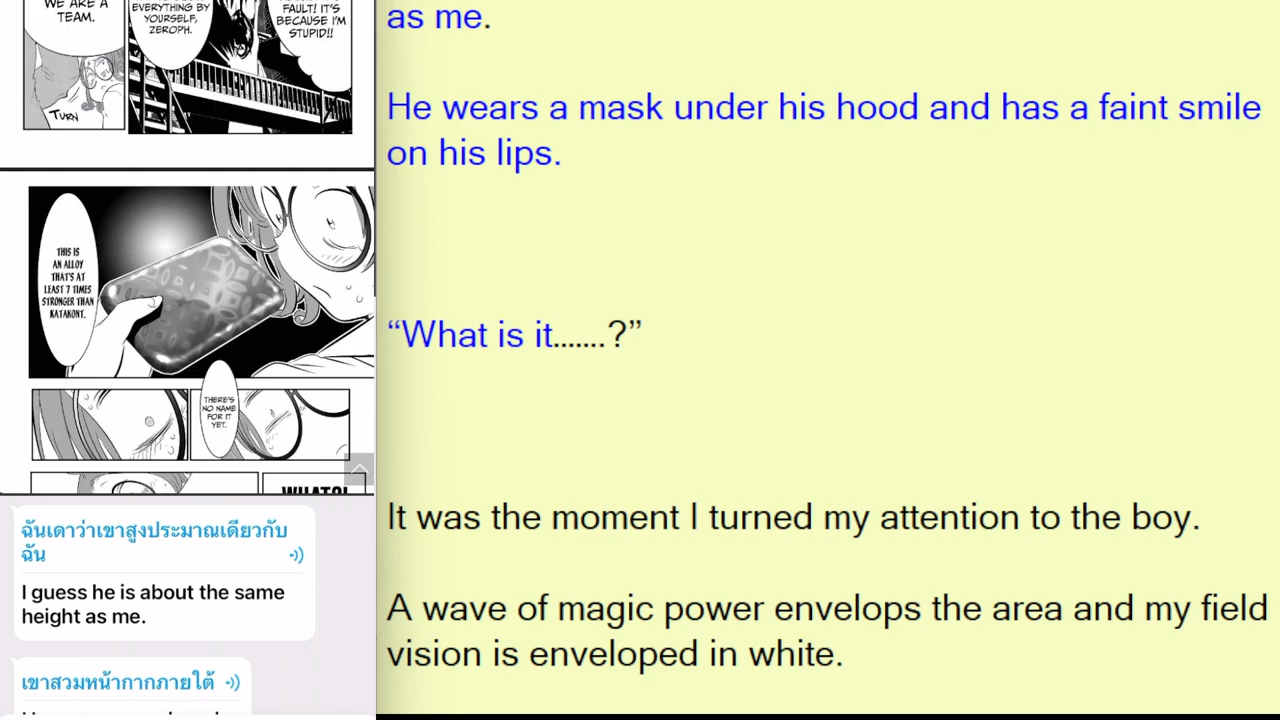 WE ARE A
TEAM.
EVERYTHING BY
YOURSELF,
ZEROPH.
FAULT! IT'S
BECAUSE I'M
STUPID!!
TURN
THIS IS
AN ALLOY
THAT'S AT
LEAST 7 TIMES
STRONGER THAN
KATAKONT.
THERE'S
NO NAME
FOR IT
YET.
ฉันเดาว่าเขาสูงประมาณเดียวกับ
ฉัน
I guess he is about the same
height as me.
เขาสวมหน้ากากภายใต้
as me.
He wears a mask under his hood and has a faint smile
on his lips.
“What is it.......?”
It was the moment I turned my attention to the boy.
A wave of magic power envelops the area and my field
vision is enveloped in white.